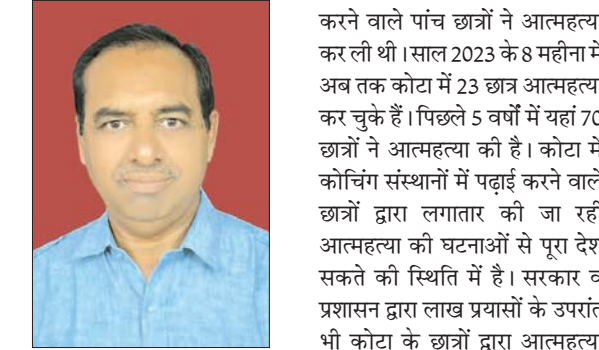 करने वाले पांच छात्रों ने आत्महत्या
कर ली थी। साल 2023 के 8 महीना में
अब तक कोटा में 23 छात्र आत्महत्या
कर चुके हैं। पिछले 5 वर्षों में यहां 70
छात्रों ने आत्महत्या की है। कोटा में
कोचिंग संस्थानों में पढ़ाई करने वाले
छात्रों द्वारा लगातार की जा रही
आत्महत्या की घटनाओं से पूरा देश
सकते की स्थिति में है। सरकार व
प्रशासन द्वारा लाख प्रयासों के उपरांत
भी कोटा के छात्रों द्वारा आत्महत्या